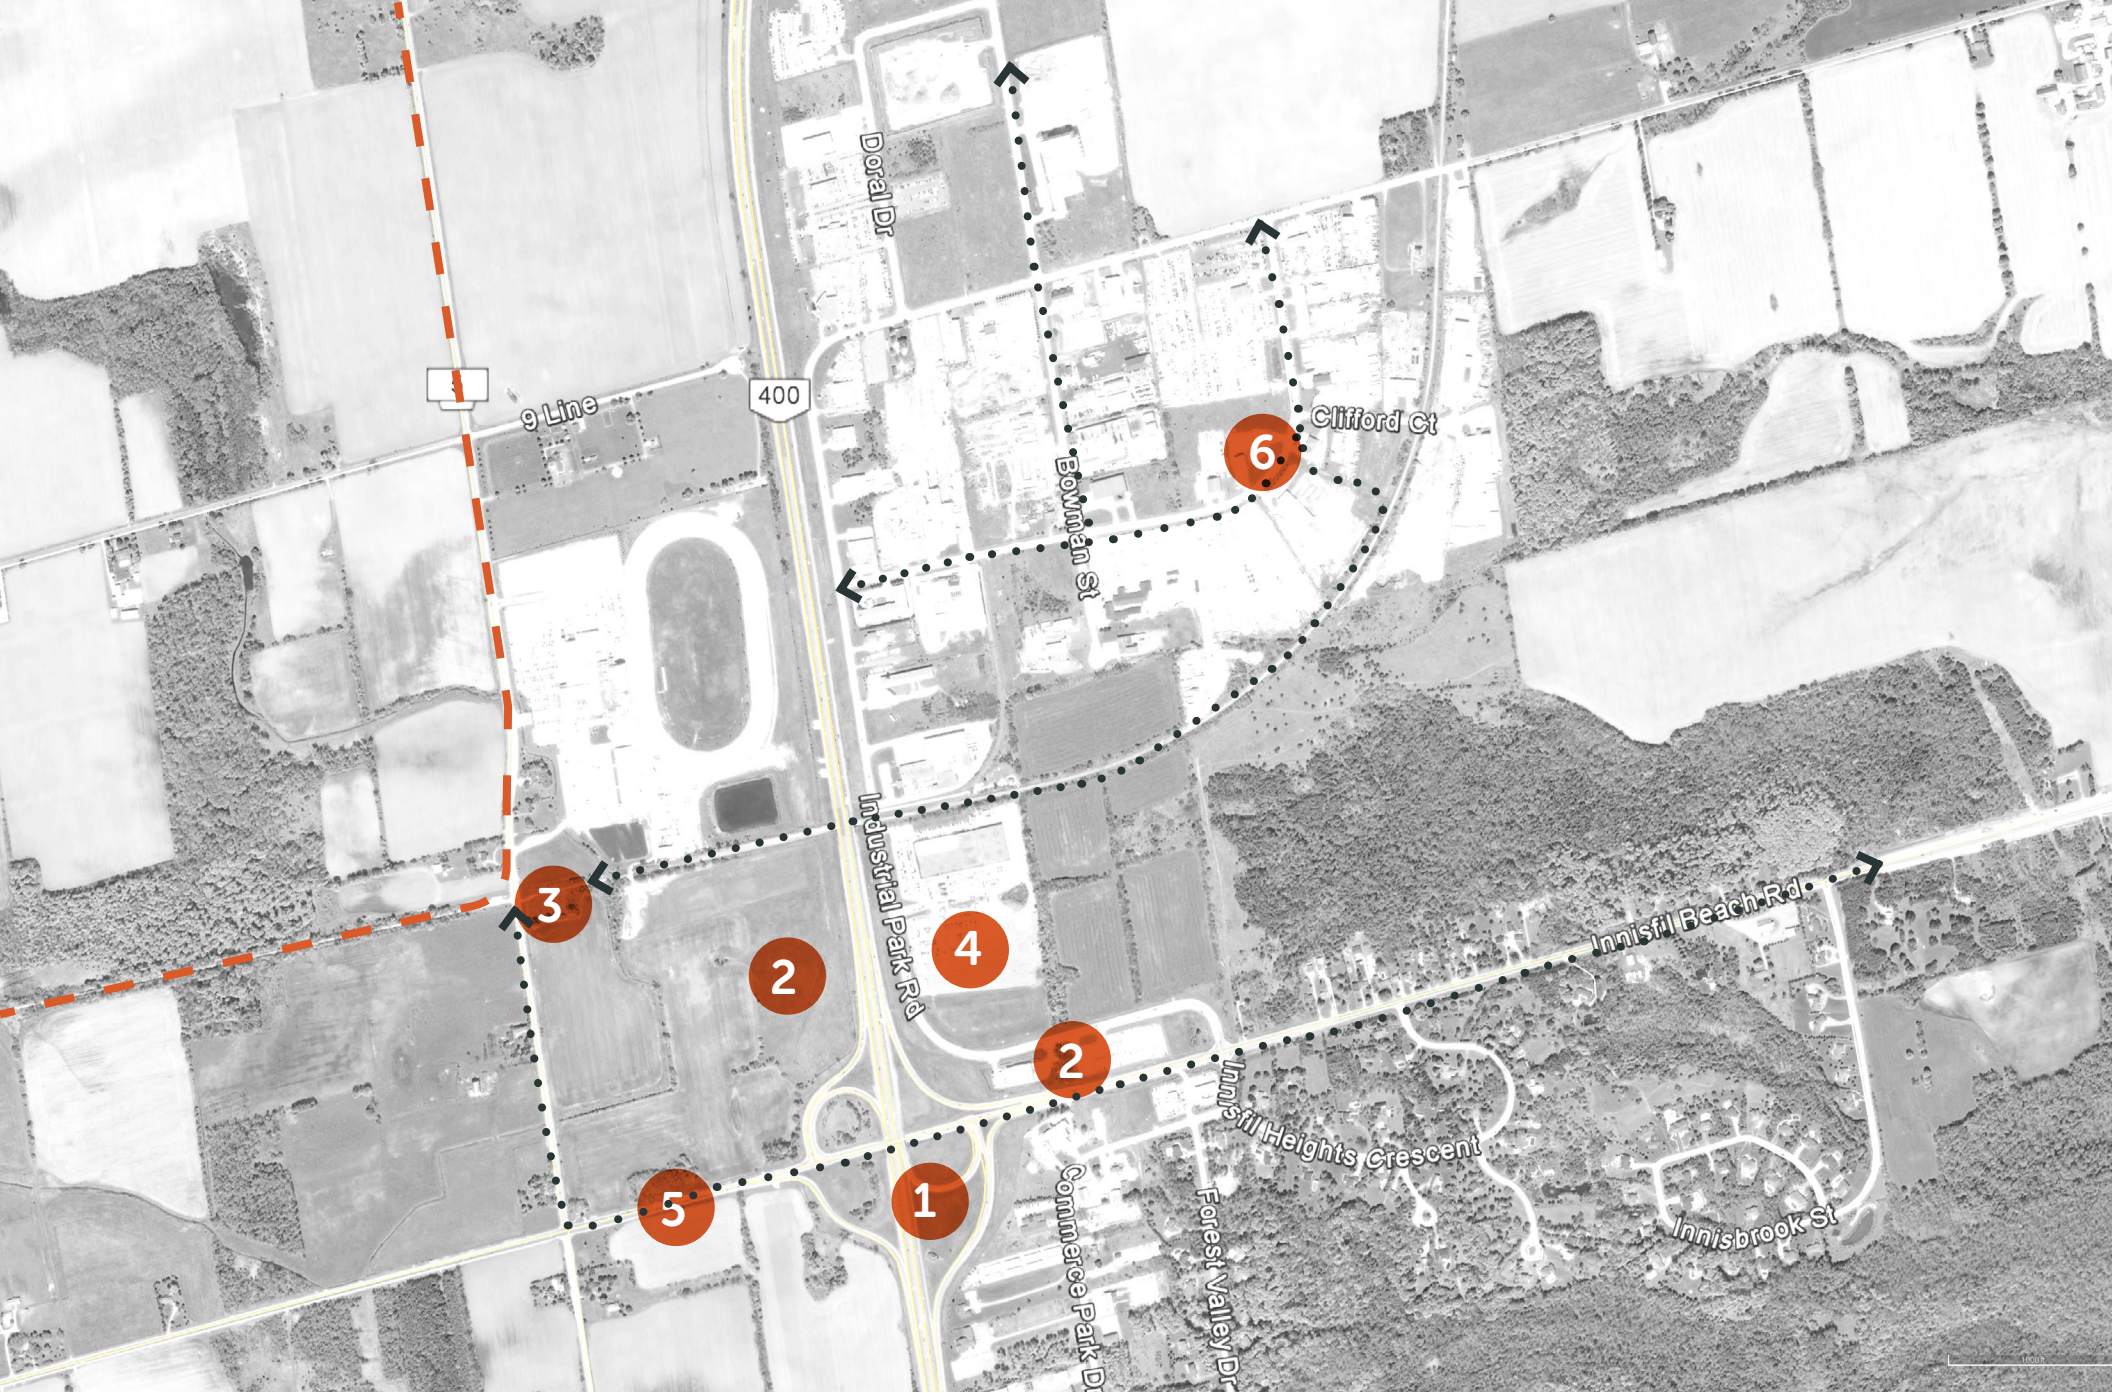 Doral Dr
400
9 Line
Clifford Ct
6
Bowman St
Industrial Park Rd
3
4
2
Innisfil Beach Rd
2
Innisfil Heights Crescent
5
1
Commerce Park D
Forest Valley Dr
Innisbrook St